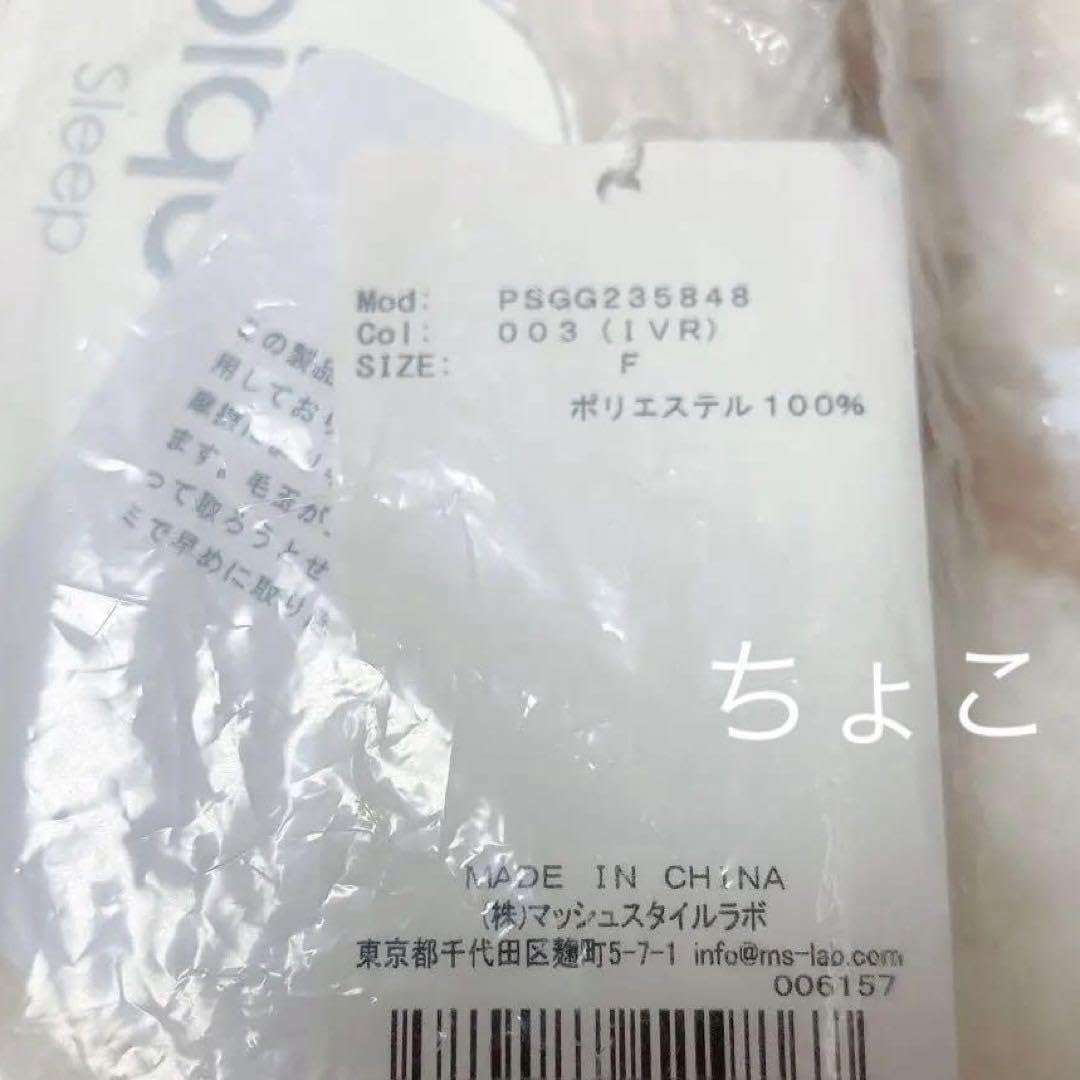 Sleep
Mod: PSGG235848
Col: 003 (IVR)
SIZE: F
ポリエステル 100%
この製品
用しており
ます。毛玉が、
って取ろうとせ
ミで早めに取り
ちょこ
MADE IN CHINA
(株)マッシュスタイルラボ
東京都千代田区麹町5-7-1 info@ms-lab.com
006157